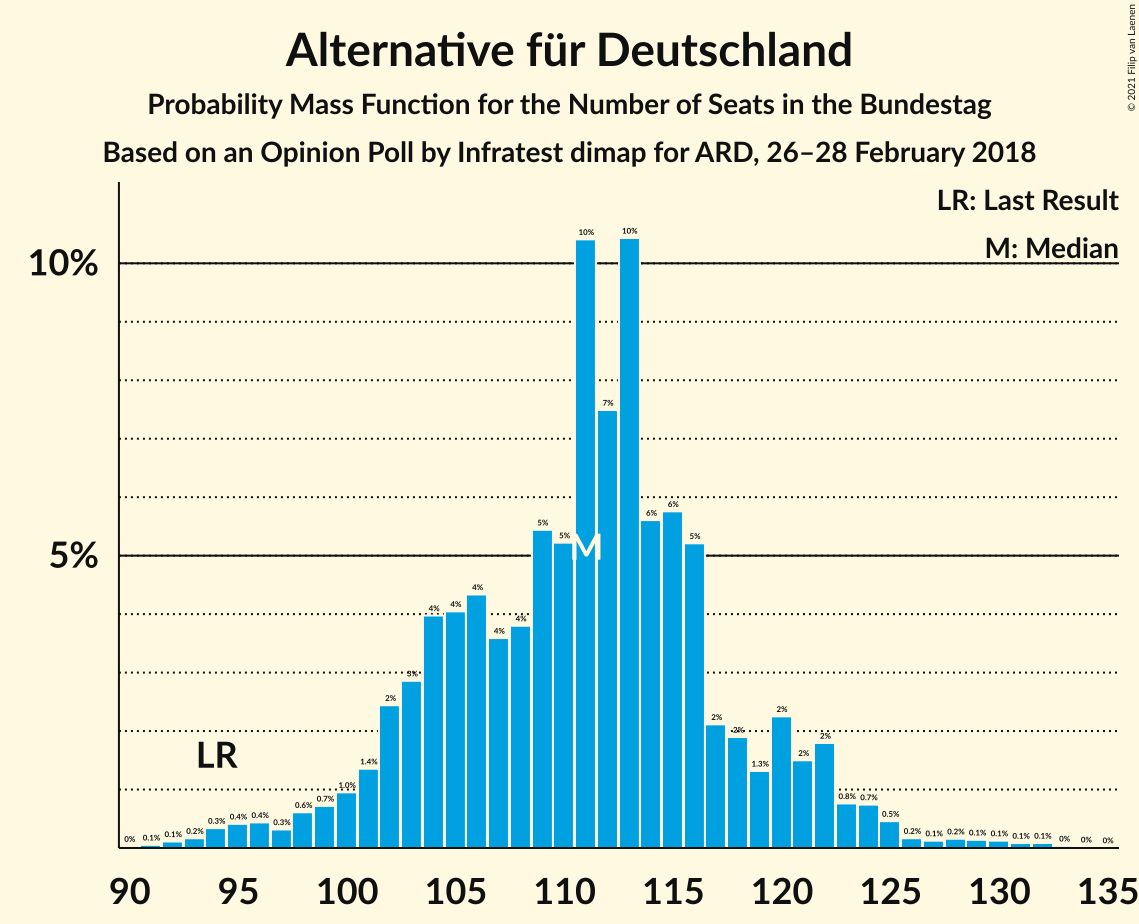 Alternative für Deutschland
Probability Mass Function for the Number of Seats in the Bundestag
Based on an Opinion Poll by Infratest dimap for ARD, 26–28 February 2018
© 2021 Filip van Laenen
LR: Last Result
M: Median
10%
5%
LR
M
0% 0.1% 0.1% 0.2% 0.3% 0.4% 0.4% 0.3% 0.6% 0.7% 1.0% 1.4% 2% 3% 4% 4% 4% 4% 4% 5% 5% 10% 7% 10% 6% 6% 5% 2% 2% 1.3% 2% 2% 2% 0.8% 0.7% 0.5% 0.2% 0.1% 0.2% 0.1% 0.1% 0.1% 0.1% 0% 0% 0%
90 95 100 105 110 115 120 125 130 135